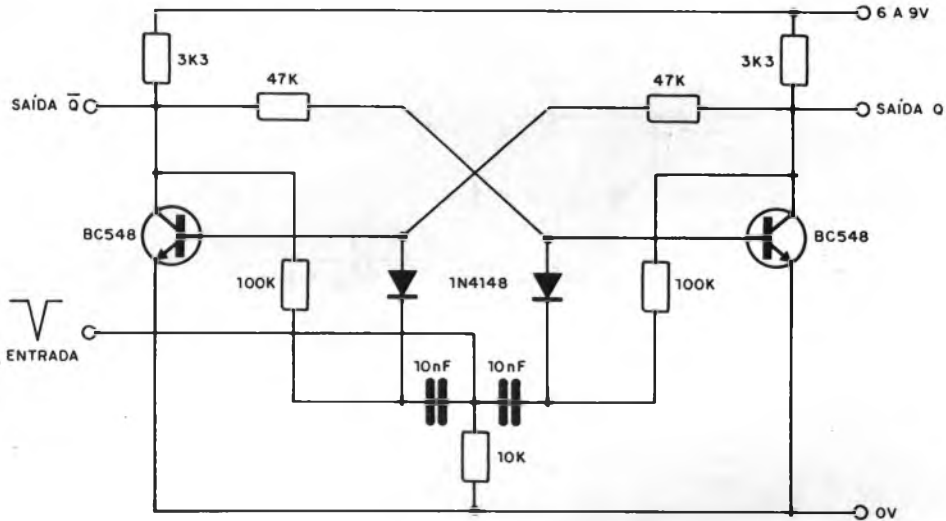 6 A 9V
3K3
3K3
47K
47K
SAÍDA Q̅
SAÍDA Q
BC548
BC548
100K
1N4148
100K
ENTRADA
10nF
10nF
10K
0V